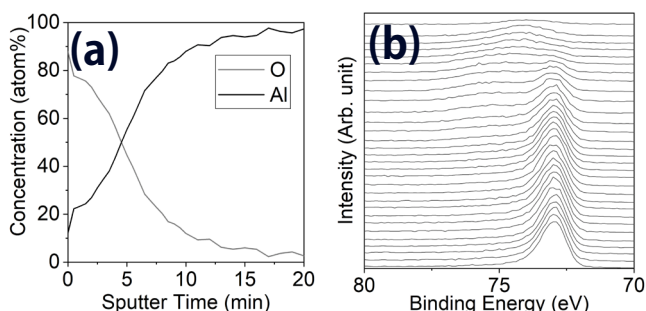 (a)
Concentration (atom%)
100
80
60
40
20
0
O
Al
0
5
10
15
20
Sputter Time (min)
(b)
Intensity (Arb. unit)
80
75
70
Binding Energy (eV)